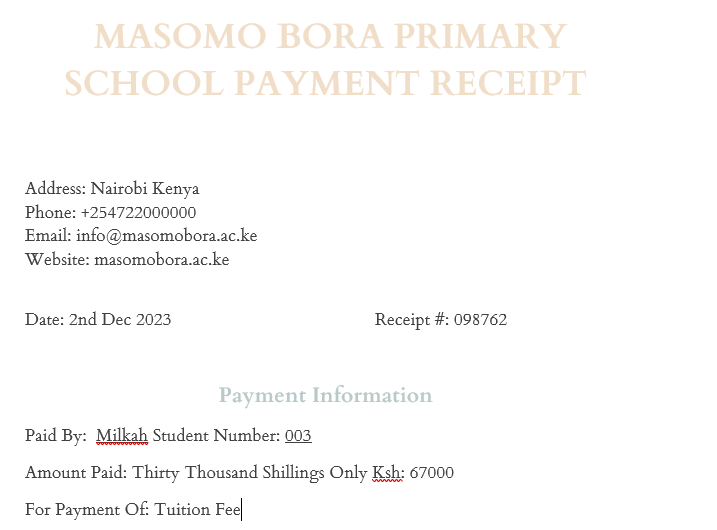 MASOMO BORA PRIMARY
SCHOOL PAYMENT RECEIPT
Address: Nairobi Kenya
Phone: +254722000000
Email: info@masomobora.ac.ke
Website: masomobora.ac.ke
Date: 2nd Dec 2023 Receipt #: 098762
Payment Information
Paid By: Milkah Student Number: 003
Amount Paid: Thirty Thousand Shillings Only Ksh: 67000
For Payment Of: Tuition Fee